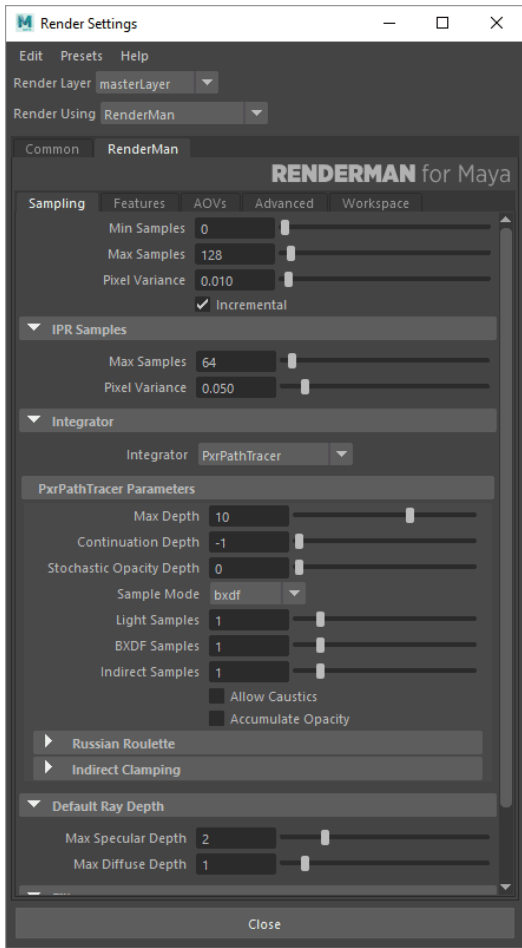 Render Settings
Edit Presets Help
Render Layer masterLayer
Render Using RenderMan
Common RenderMan
RENDERMAN for Maya
Sampling Features AOVs Advanced Workspace
Min Samples 0
Max Samples 128
Pixel Variance 0.010
Incremental
IPR Samples
Max Samples 64
Pixel Variance 0.050
Integrator
Integrator PxrPathTracer
PxrPathTracer Parameters
Max Depth 10
Continuation Depth -1
Stochastic Opacity Depth 0
Sample Mode bxdf
Light Samples 1
BXDF Samples 1
Indirect Samples 1
Allow Caustics
Accumulate Opacity
Russian Roulette
Indirect Clamping
Default Ray Depth
Max Specular Depth 2
Max Diffuse Depth 1
Close